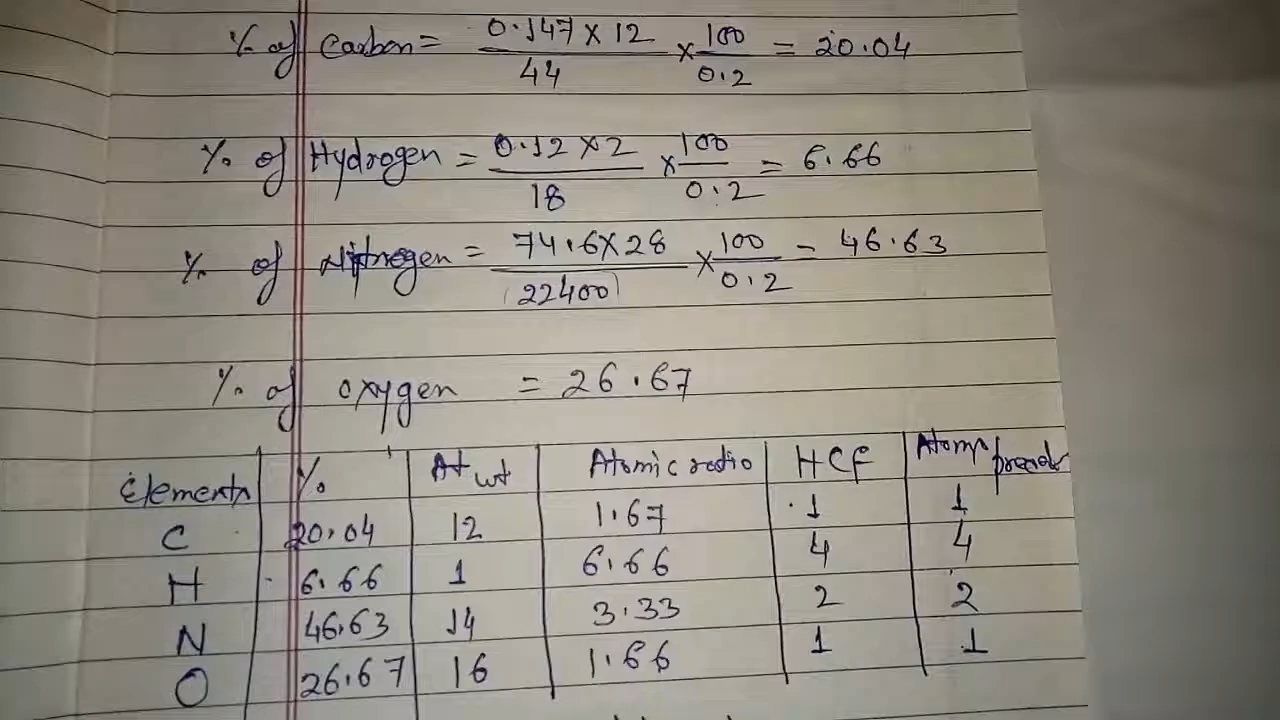 % of Carbon = 0.147 × 12 / 44 × 100 / 0.2 = 20.04
% of Hydrogen = 0.12 × 2 / 18 × 100 / 0.2 = 6.66
% of Nitrogen = 74.6 × 28 / 22400 × 100 / 0.2 = 46.63
% of oxygen = 26.67
Elements % At wt Atomic ratio HCF Atoms
C 20.04 12 1.67 1 1
H 6.66 1 6.66 4 4
N 46.63 14 3.33 2 2
O 26.67 16 1.66 1 1